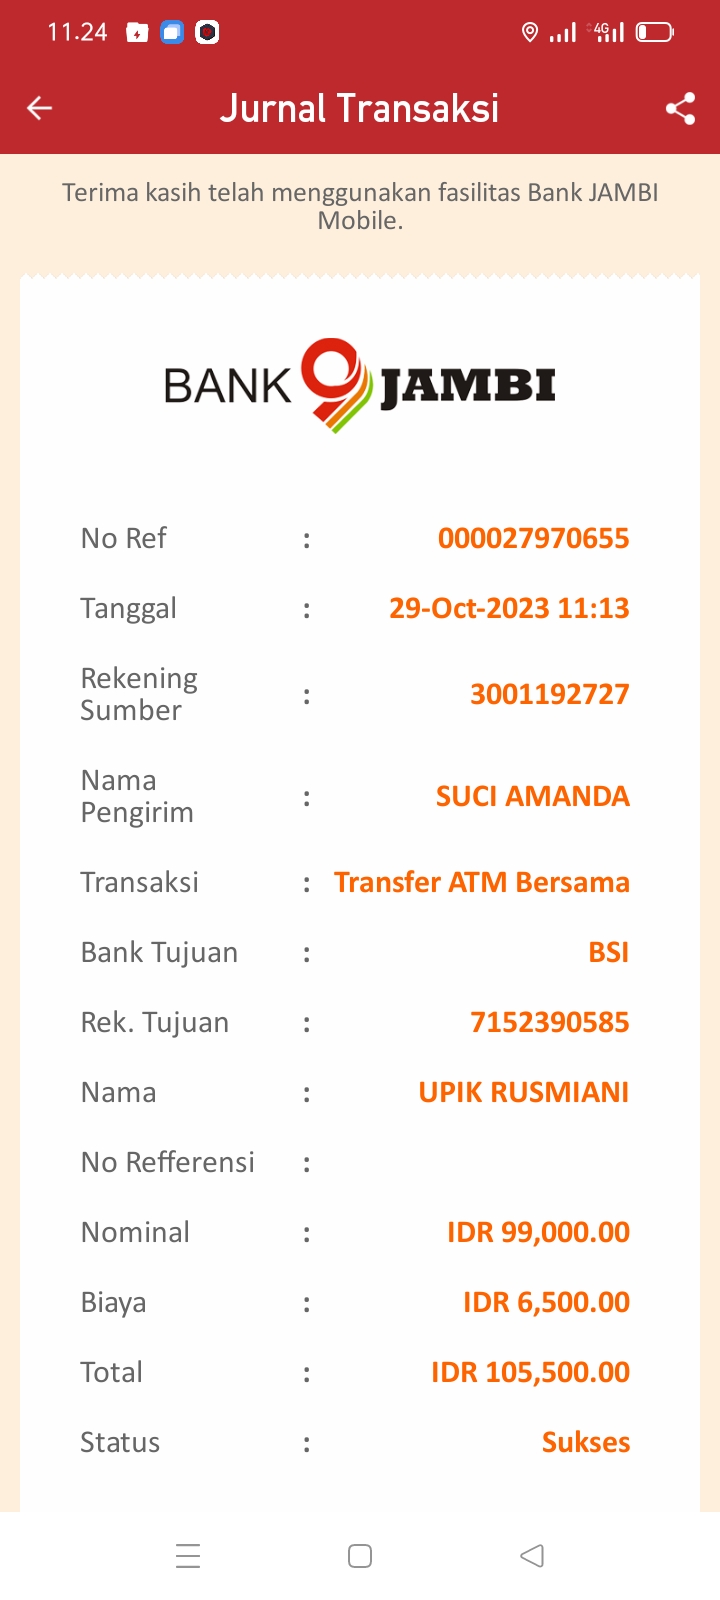 11.24
4G
Jurnal Transaksi
Terima kasih telah menggunakan fasilitas Bank JAMBI
Mobile.
BANK 9 JAMBI
No Ref : 000027970655
Tanggal : 29-Oct-2023 11:13
Rekening
Sumber : 3001192727
Nama
Pengirim : SUCI AMANDA
Transaksi : Transfer ATM Bersama
Bank Tujuan : BSI
Rek. Tujuan : 7152390585
Nama : UPIK RUSMIANI
No Refferensi :
Nominal : IDR 99,000.00
Biaya : IDR 6,500.00
Total : IDR 105,500.00
Status : Sukses